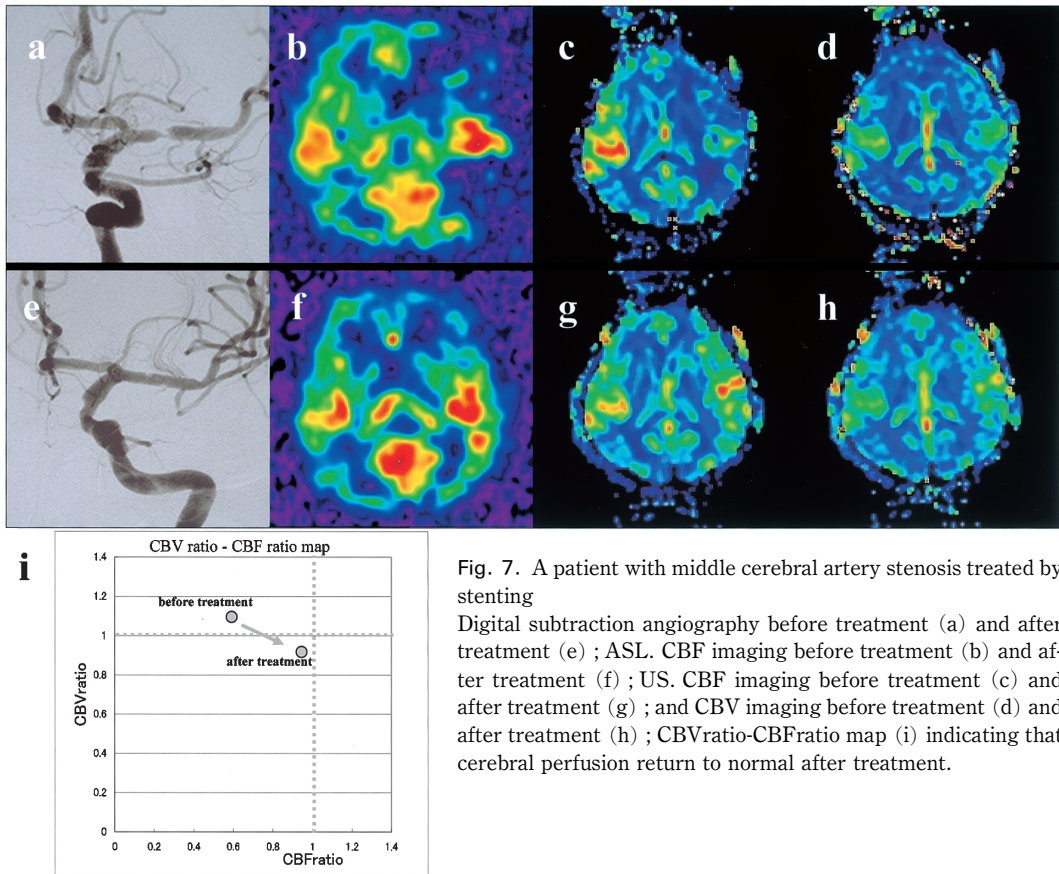 a
b
c
d
e
f
g
h
i
CBV ratio - CBF ratio map
1.4
1.2
1
0.8
0.6
0.4
0.2
0
before treatment
after treatment
CBVratio
0 0.2 0.4 0.6 0.8 1 1.2 1.4
CBFratio
Fig. 7. A patient with middle cerebral artery stenosis treated by
stenting
Digital subtraction angiography before treatment (a) and after
treatment (e) ; ASL. CBF imaging before treatment (b) and af-
ter treatment (f) ; US. CBF imaging before treatment (c) and
after treatment (g) ; and CBV imaging before treatment (d) and
after treatment (h) ; CBVratio-CBFratio map (i) indicating that
cerebral perfusion return to normal after treatment.